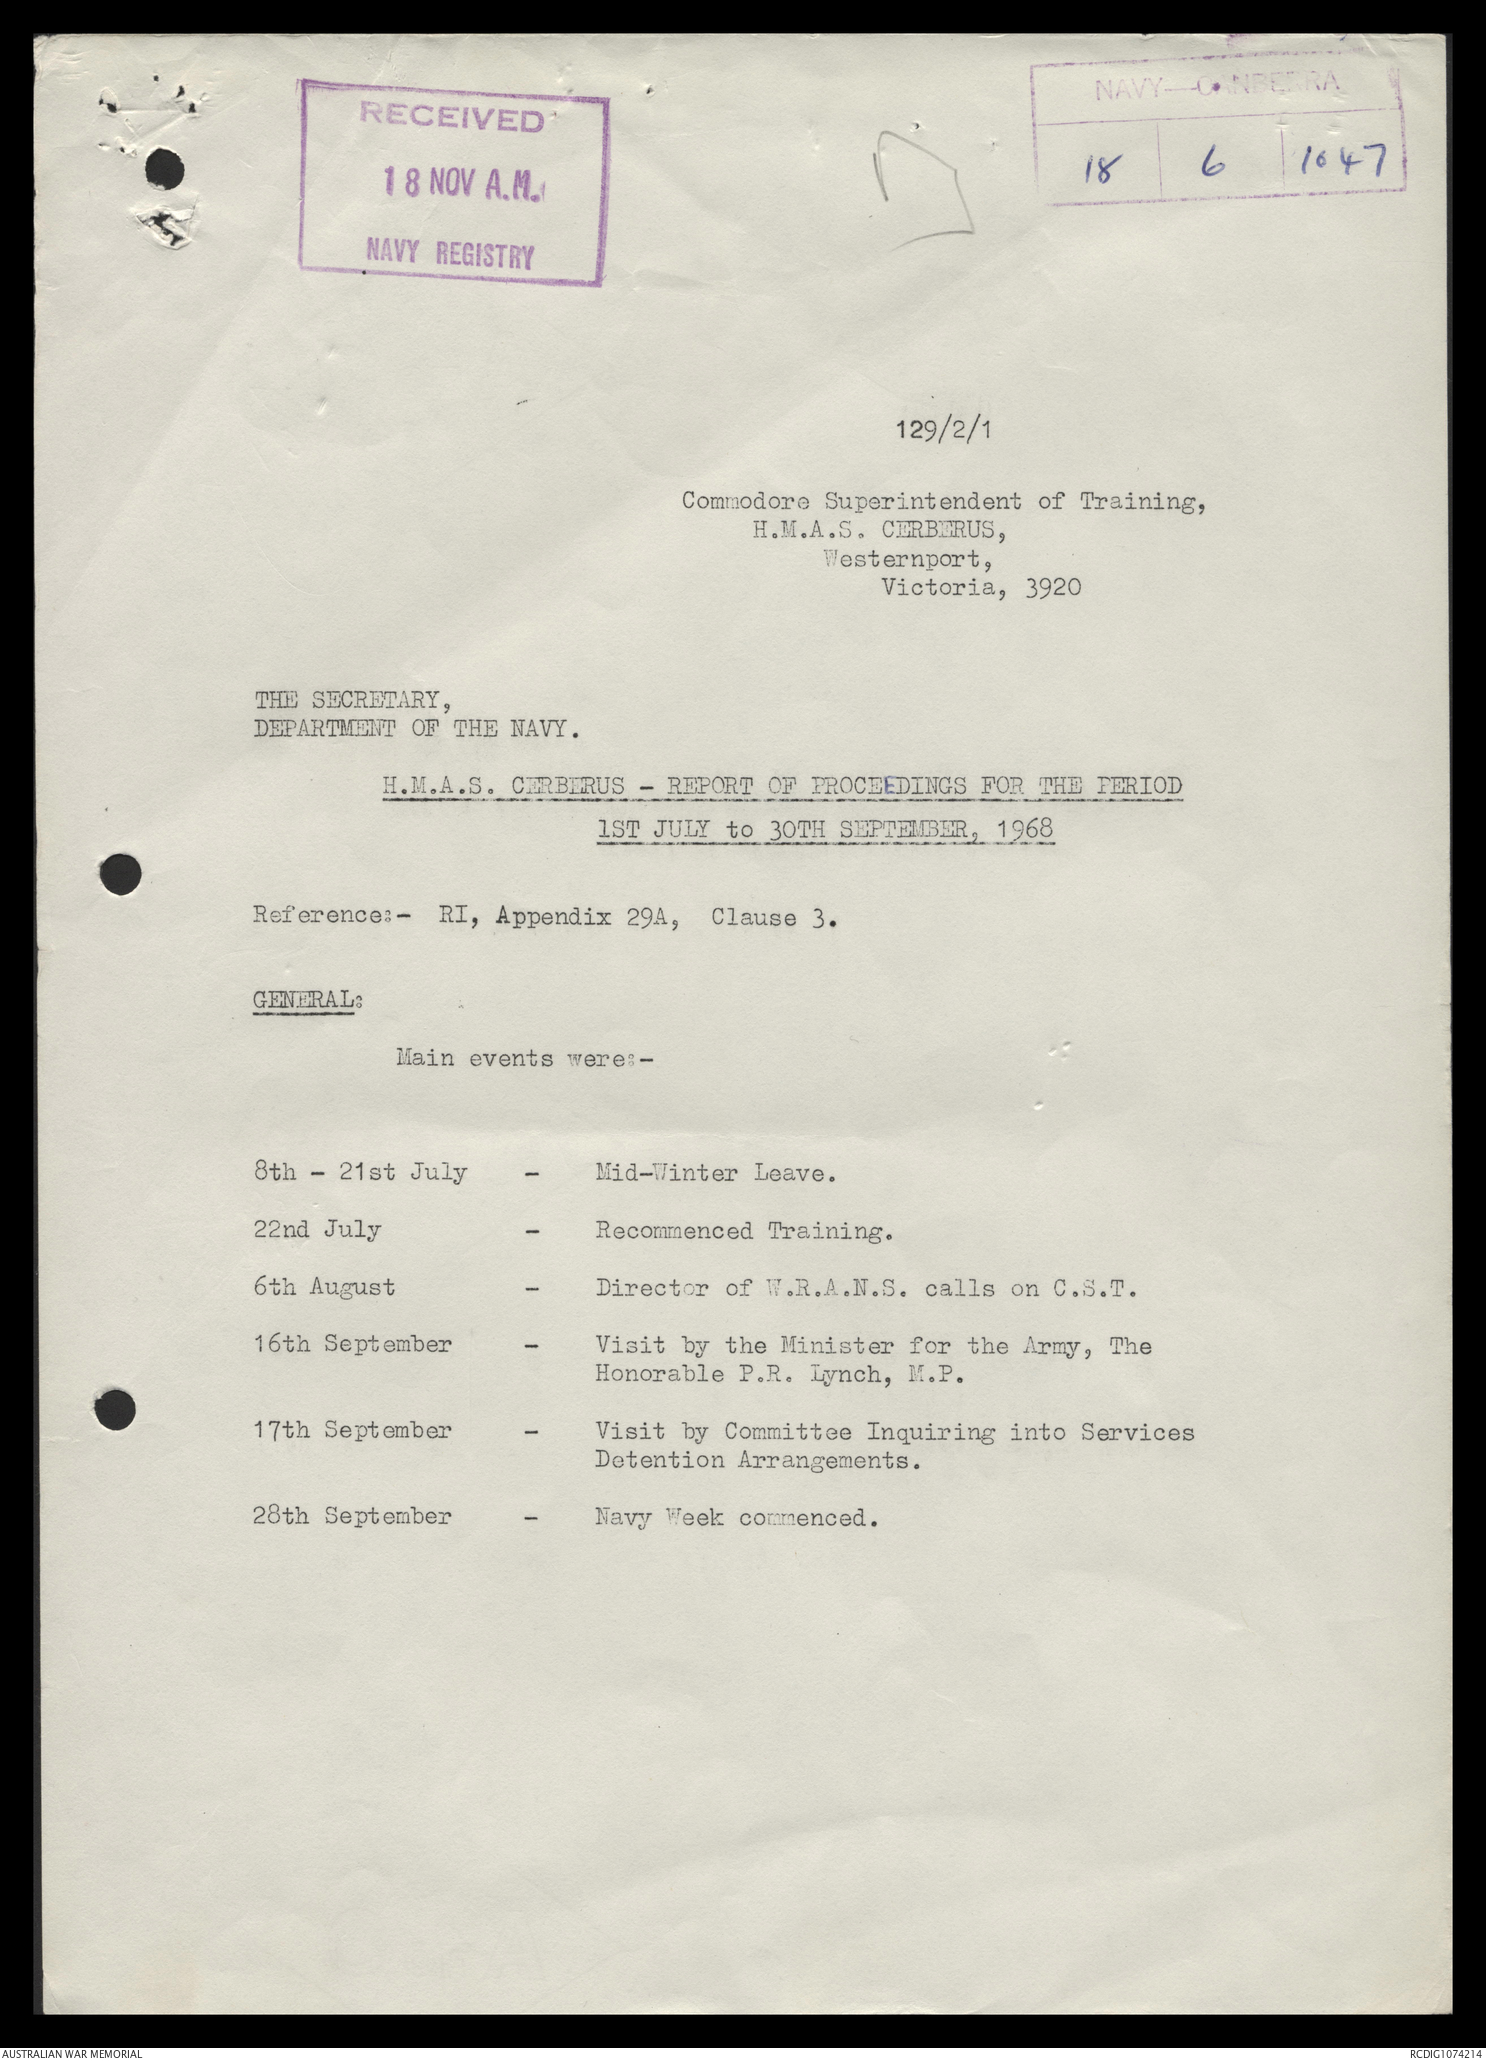 RECEIVED
18 NOV A.M.
NAVY REGISTRY
NAVY—CANBERRA
18 6 1047
129/2/1
Commodore Superintendent of Training,
H.M.A.S. CERBERUS,
Westernport,
Victoria, 3920
THE SECRETARY,
DEPARTMENT OF THE NAVY.
H.M.A.S. CERBERUS - REPORT OF PROCEEDINGS FOR THE PERIOD
1ST JULY to 30TH SEPTEMBER, 1968
Reference:- RI, Appendix 29A, Clause 3.
GENERAL:
Main events were:-
8th - 21st July - Mid-Winter Leave.
22nd July - Recommenced Training.
6th August - Director of W.R.A.N.S. calls on C.S.T.
16th September - Visit by the Minister for the Army, The
Honorable P.R. Lynch, M.P.
17th September - Visit by Committee Inquiring into Services
Detention Arrangements.
28th September - Navy Week commenced.
AUSTRALIAN WAR MEMORIAL
RCDIG1074214